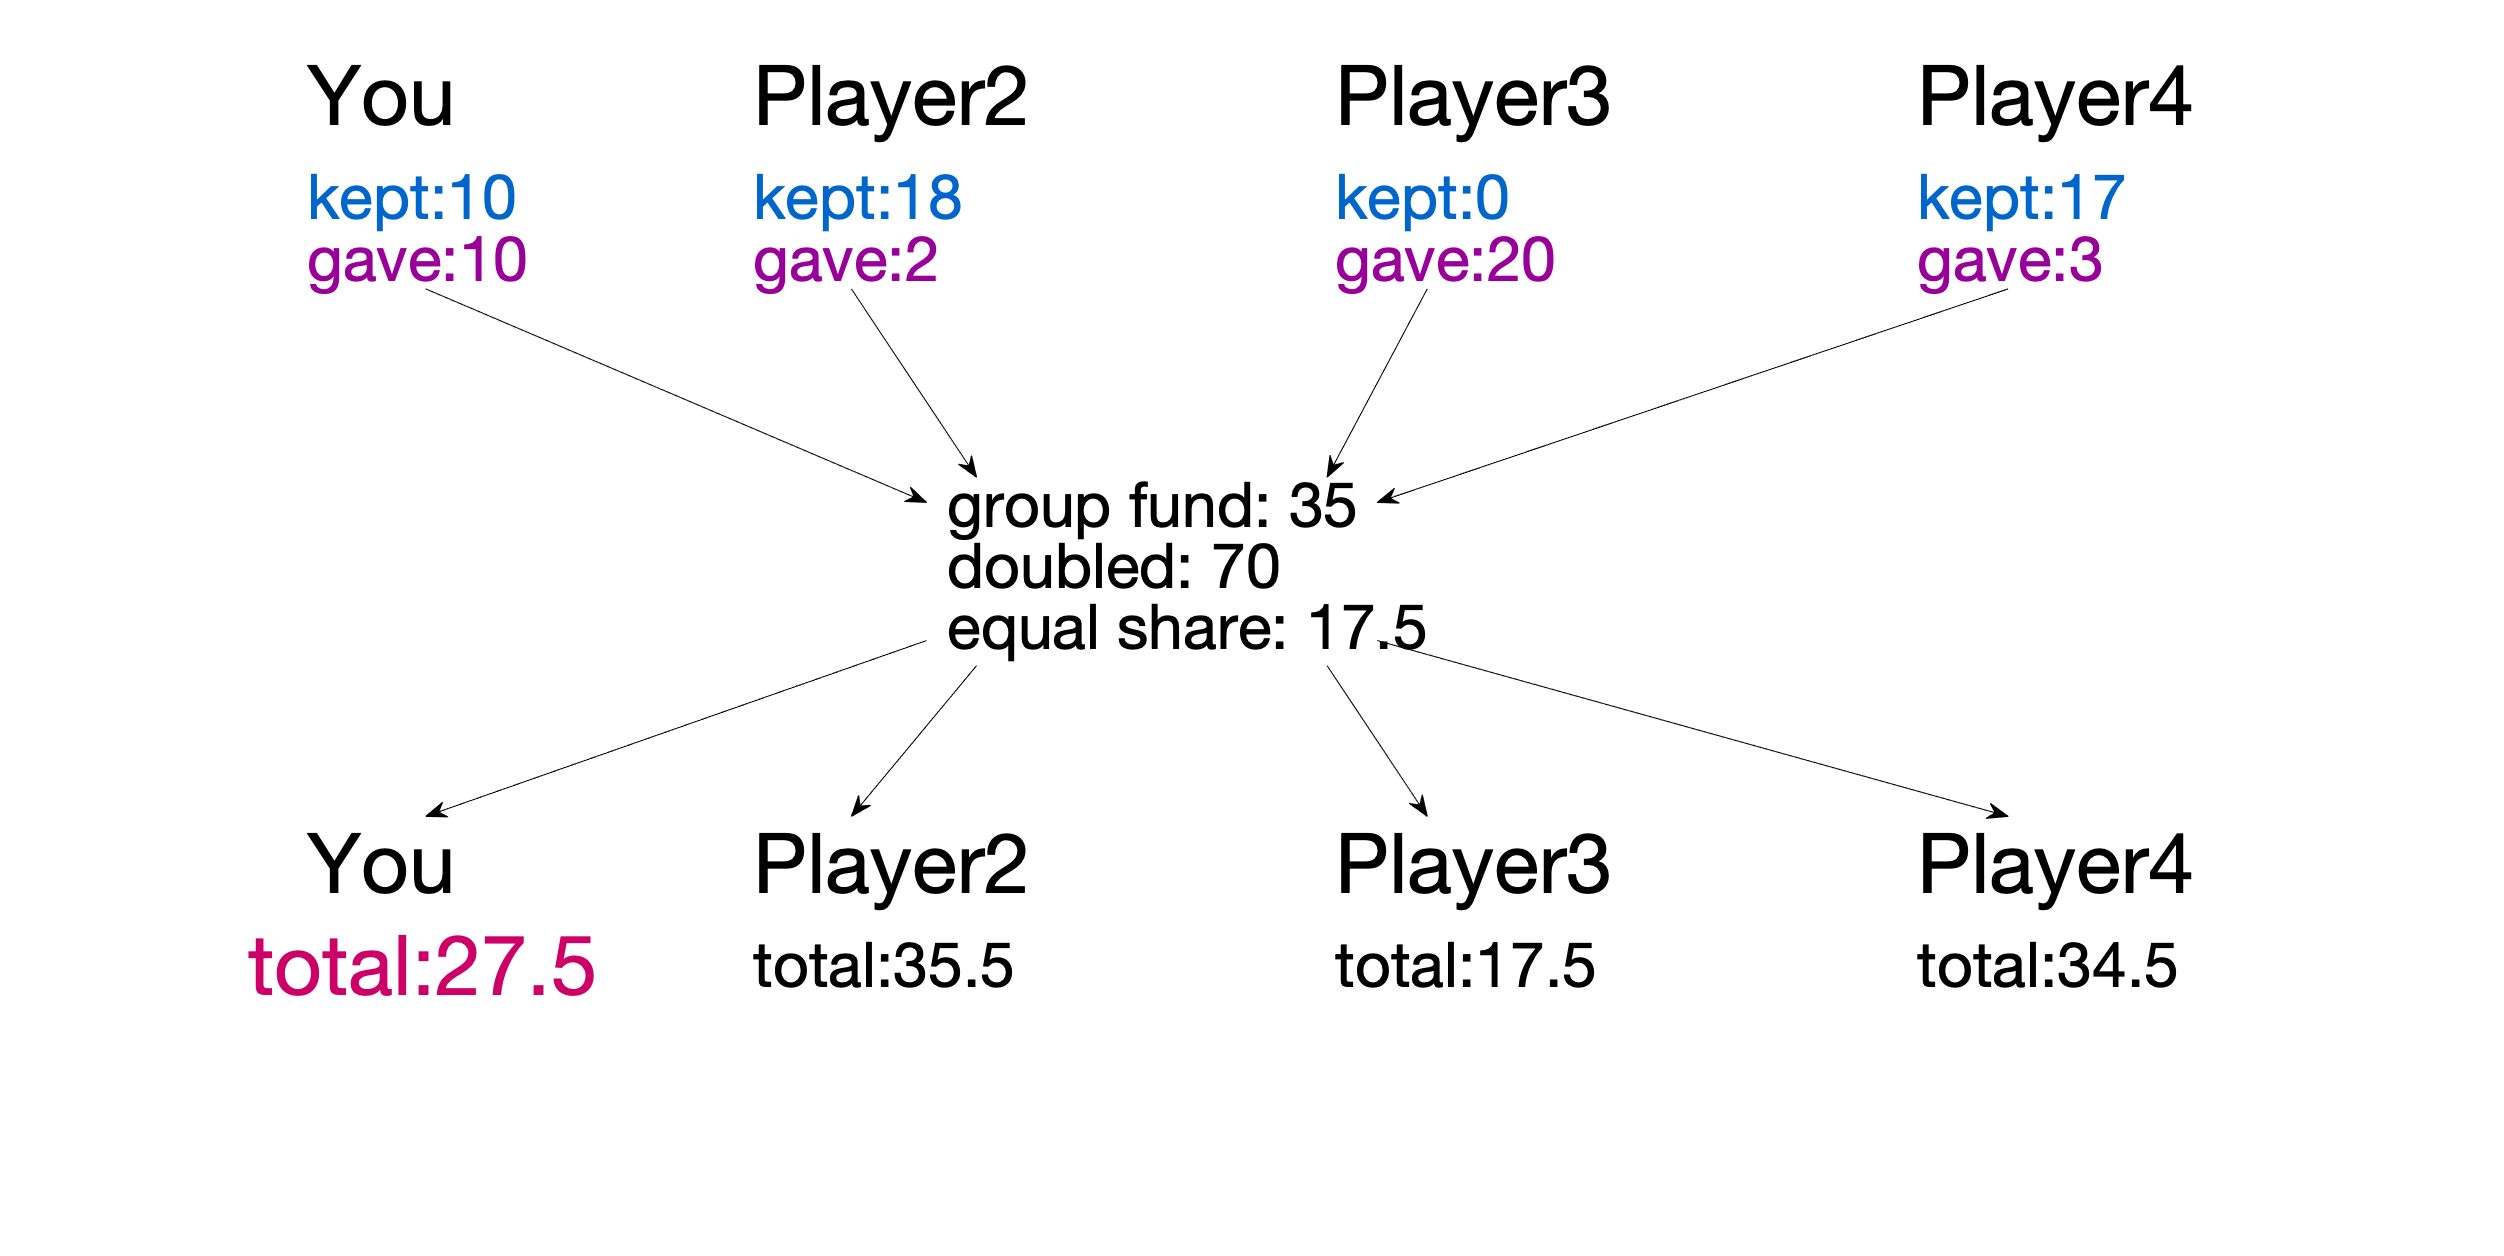 You Player2 Player3 Player4
kept:10 kept:18 kept:0 kept:17
gave:10 gave:2 gave:20 gave:3
group fund: 35
doubled: 70
equal share: 17.5
You Player2 Player3 Player4
total:27.5 total:35.5 total:17.5 total:34.5